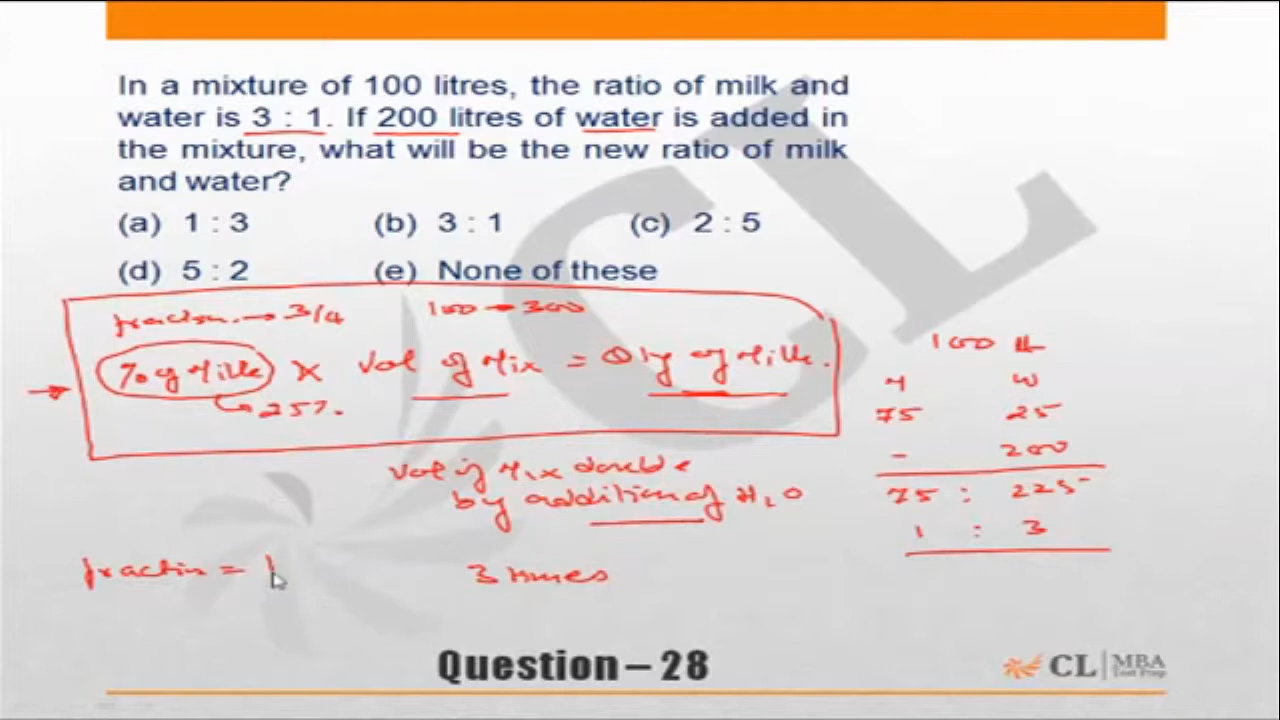 In a mixture of 100 litres, the ratio of milk and
water is 3 : 1. If 200 litres of water is added in
the mixture, what will be the new ratio of milk
and water?
(a) 1 : 3 (b) 3 : 1 (c) 2 : 5
(d) 5 : 2 (e) None of these
fraction → 3/4 100 → 300
% of Milk × Vol of Mix = Qty of Milk.
25%.
Vol of Mix double
by addition of H2O
fraction = 1
3 times
100 lt
M W
75 25
- 200
75 : 225
1 : 3
CL
Question – 28
CL MBA
Test Prep